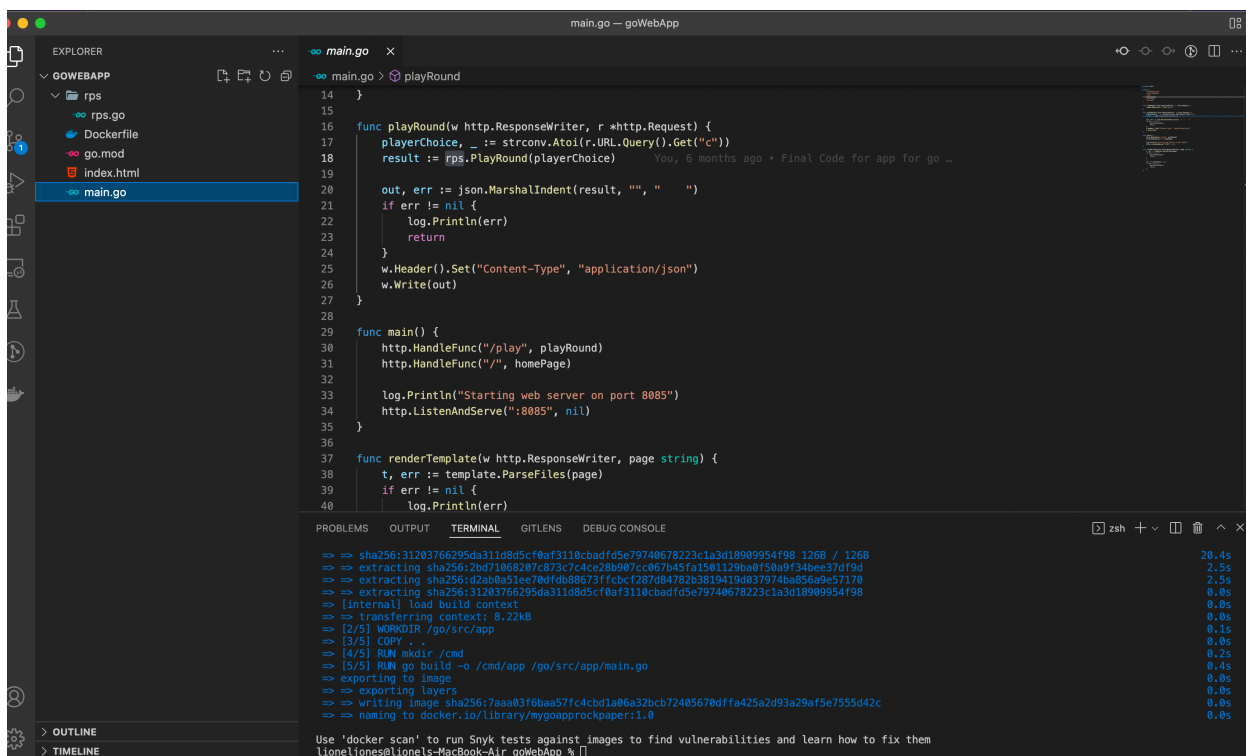 main.go — goWebApp
EXPLORER
GOWEBAPP
rps
rps.go
Dockerfile
go.mod
index.html
main.go
OUTLINE
TIMELINE
1
main.go
main.go > playRound
14 }
15
16 func playRound(w http.ResponseWriter, r *http.Request) {
17 playerChoice, _ := strconv.Atoi(r.URL.Query().Get("c"))
18 result := rps.PlayRound(playerChoice) You, 6 months ago • Final Code for app for go …
19
20 out, err := json.MarshalIndent(result, "", "    ")
21 if err != nil {
22 log.Println(err)
23 return
24 }
25 w.Header().Set("Content-Type", "application/json")
26 w.Write(out)
27 }
28
29 func main() {
30 http.HandleFunc("/play", playRound)
31 http.HandleFunc("/", homePage)
32
33 log.Println("Starting web server on port 8085")
34 http.ListenAndServe(":8085", nil)
35 }
36
37 func renderTemplate(w http.ResponseWriter, page string) {
38 t, err := template.ParseFiles(page)
39 if err != nil {
40 log.Println(err)
PROBLEMS OUTPUT TERMINAL GITLENS DEBUG CONSOLE zsh
=> => sha256:31203766295da311d8d5cf0af3110cbadfd5e79740678223c1a3d18909954f98 126B / 126B 20.4s
=> => extracting sha256:2bd71068207c873c7c4ce28b907cc067b45fa1501129ba0f50a9f34bee37df9d 2.5s
=> => extracting sha256:d2ab0a51ee70dfdb88673ffcbcf287d84782b3819419d037974ba856a9e57170 2.5s
=> => extracting sha256:31203766295da311d8d5cf0af3110cbadfd5e79740678223c1a3d18909954f98 0.0s
=> [internal] load build context 0.0s
=> => transferring context: 8.22kB 0.0s
=> [2/5] WORKDIR /go/src/app 0.1s
=> [3/5] COPY . . 0.0s
=> [4/5] RUN mkdir /cmd 0.2s
=> [5/5] RUN go build -o /cmd/app /go/src/app/main.go 0.4s
=> exporting to image 0.0s
=> => exporting layers 0.0s
=> => writing image sha256:7aaa03f6baa57fc4cbd1a06a32bcb72405670dffa425a2d93a29af5e7555d42c 0.0s
=> => naming to docker.io/library/mygoapprockpaper:1.0 0.0s
Use 'docker scan' to run Snyk tests against images to find vulnerabilities and learn how to fix them
lioneljones@lionels-MacBook-Air goWebApp %